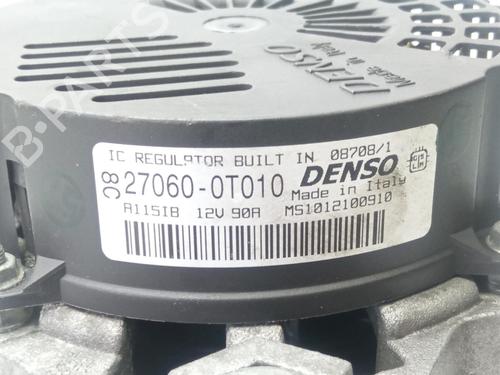 DENSO
Made in Italy
B-PARTS
IC REGULATOR BUILT IN 08708/1
08 27060-0T010 DENSO
Made in Italy
A115IB 12V 90A MS1012100910